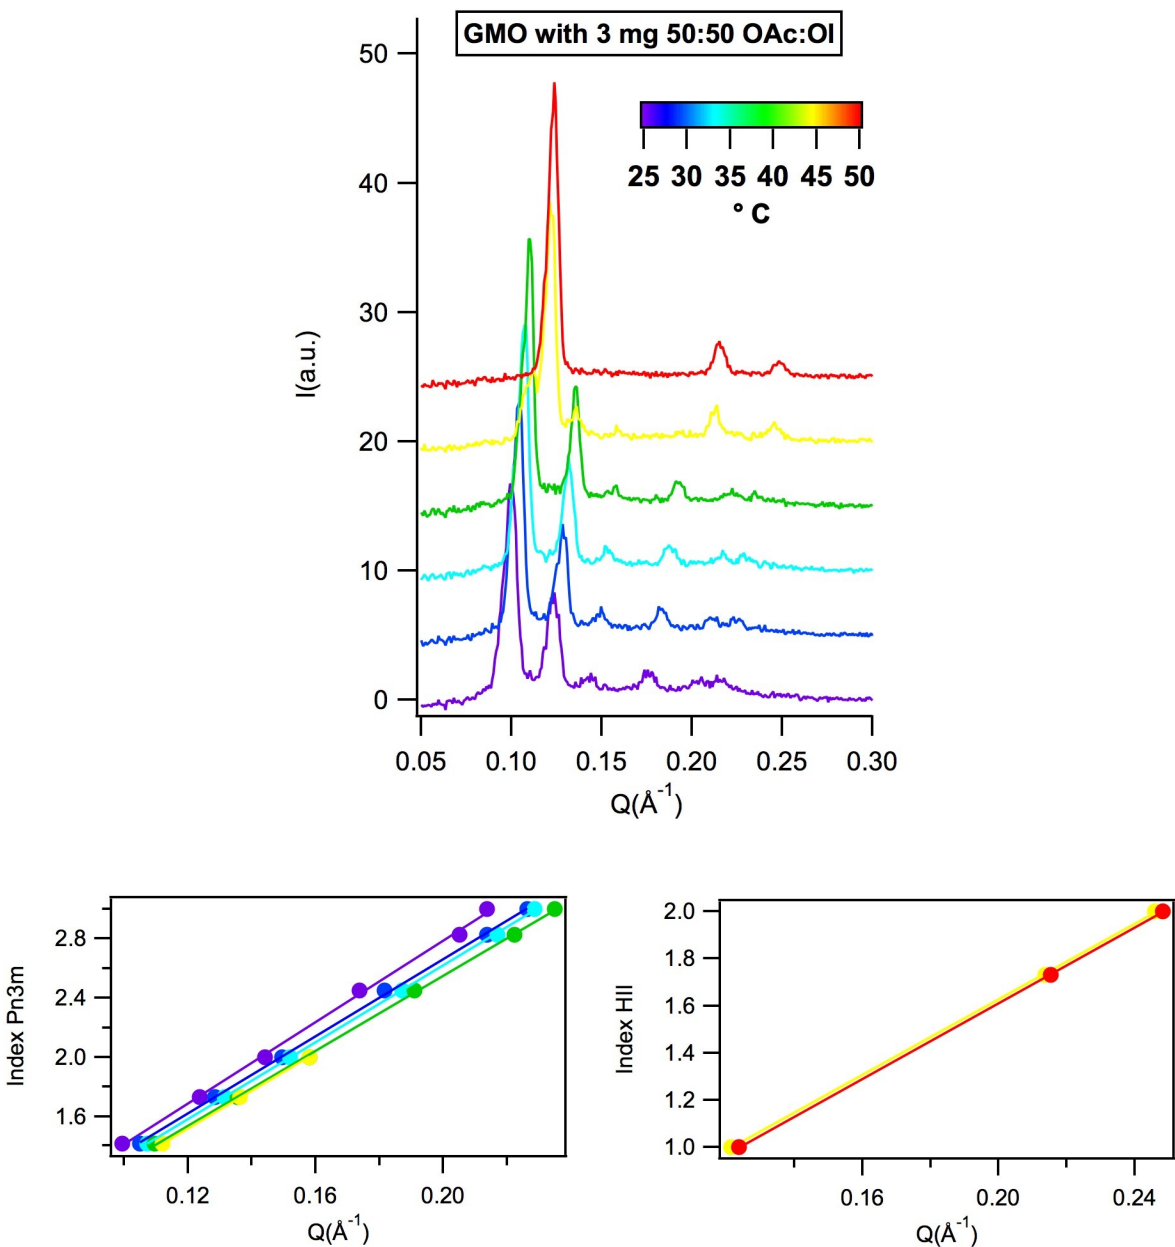 GMO with 3 mg 50:50 OAc:Ol
50
40
30
20
10
0
I(a.u.)
25 30 35 40 45 50
° C
0.05 0.10 0.15 0.20 0.25 0.30
Q(Å⁻¹)
2.8
2.4
2.0
1.6
Index Pn3m
0.12 0.16 0.20
Q(Å⁻¹)
2.0
1.8
1.6
1.4
1.2
1.0
Index HII
0.16 0.20 0.24
Q(Å⁻¹)